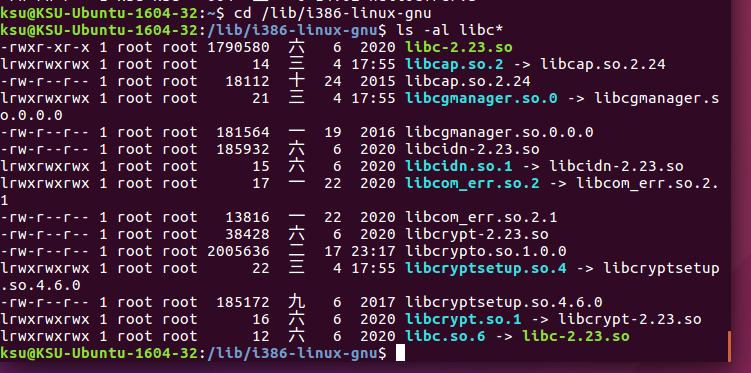 ksu@KSU-Ubuntu-1604-32:~$ cd /lib/i386-linux-gnu
ksu@KSU-Ubuntu-1604-32:/lib/i386-linux-gnu$ ls -al libc*
-rwxr-xr-x 1 root root 1790580 六 6 2020 libc-2.23.so
lrwxrwxrwx 1 root root 14 三 4 17:55 libcap.so.2 -> libcap.so.2.24
-rw-r--r-- 1 root root 18112 十 24 2015 libcap.so.2.24
lrwxrwxrwx 1 root root 21 三 4 17:55 libcgmanager.so.0 -> libcgmanager.s
o.0.0.0
-rw-r--r-- 1 root root 181564 一 19 2016 libcgmanager.so.0.0.0
-rw-r--r-- 1 root root 185932 六 6 2020 libcidn-2.23.so
lrwxrwxrwx 1 root root 15 六 6 2020 libcidn.so.1 -> libcidn-2.23.so
lrwxrwxrwx 1 root root 17 一 22 2020 libcom_err.so.2 -> libcom_err.so.2.
1
-rw-r--r-- 1 root root 13816 一 22 2020 libcom_err.so.2.1
-rw-r--r-- 1 root root 38428 六 6 2020 libcrypt-2.23.so
-rw-r--r-- 1 root root 2005636 二 17 23:17 libcrypto.so.1.0.0
lrwxrwxrwx 1 root root 22 三 4 17:55 libcryptsetup.so.4 -> libcryptsetup
.so.4.6.0
-rw-r--r-- 1 root root 185172 九 6 2017 libcryptsetup.so.4.6.0
lrwxrwxrwx 1 root root 16 六 6 2020 libcrypt.so.1 -> libcrypt-2.23.so
lrwxrwxrwx 1 root root 12 六 6 2020 libc.so.6 -> libc-2.23.so
ksu@KSU-Ubuntu-1604-32:/lib/i386-linux-gnu$